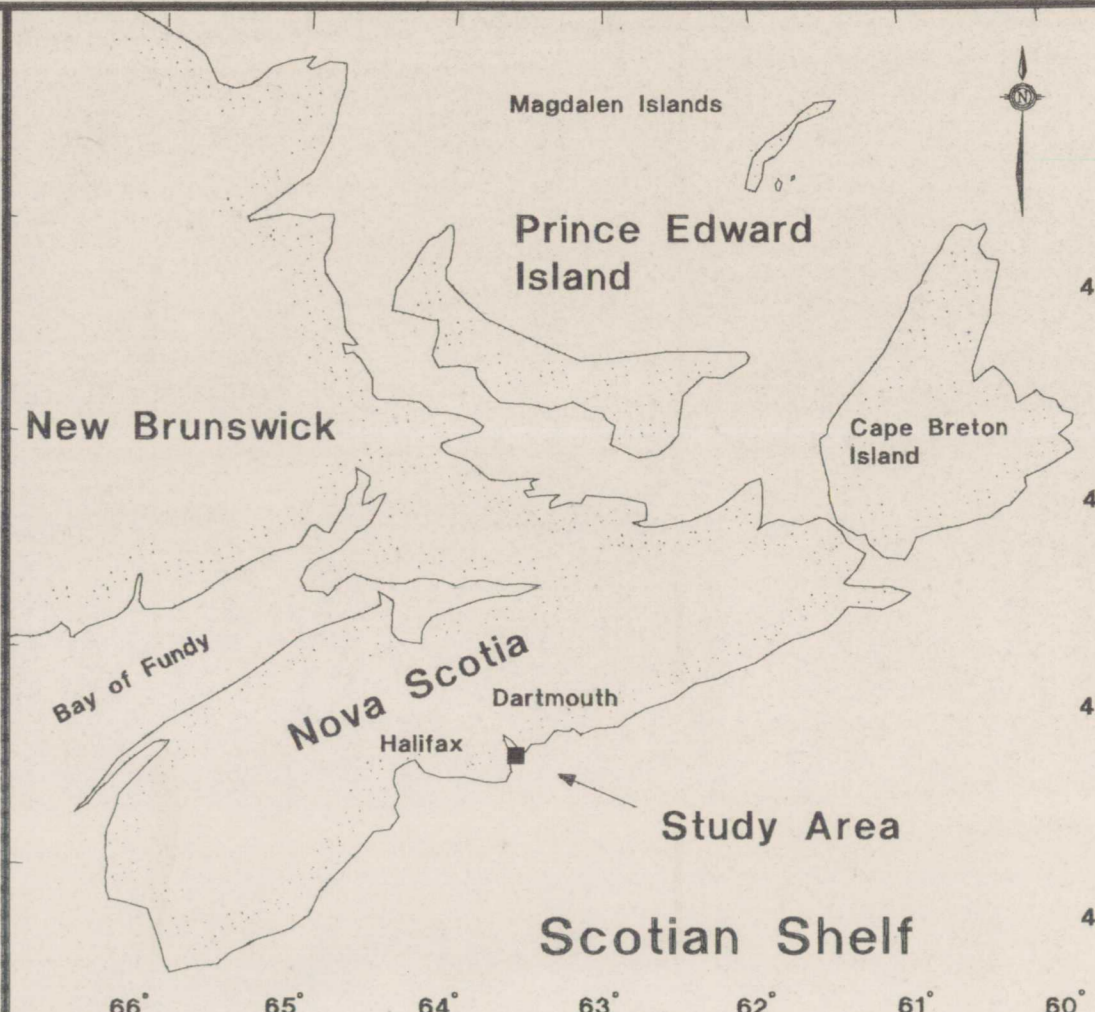 Magdalen Islands
N
Prince Edward
Island
New Brunswick
Cape Breton
Island
Bay of Fundy
Nova Scotia
Dartmouth
Halifax
Study Area
Scotian Shelf
66° 65° 64° 63° 62° 61° 60°